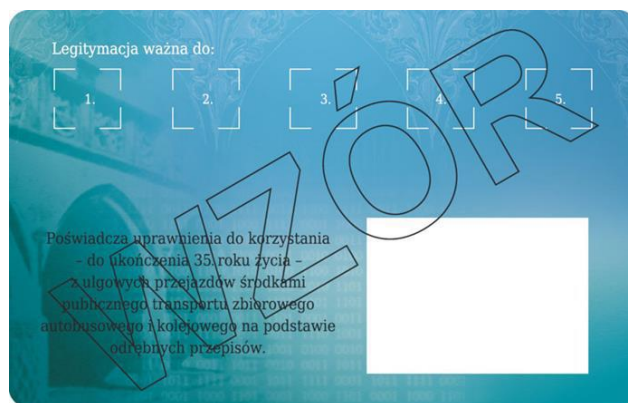 Legitymacja ważna do:
1. 2. 3. 4. 5.
WZÓR
Poświadcza uprawnienia do korzystania
– do ukończenia 35. roku życia –
z ulgowych przejazdów środkami
publicznego transportu zbiorowego
autobusowego i kolejowego na podstawie
odrębnych przepisów.